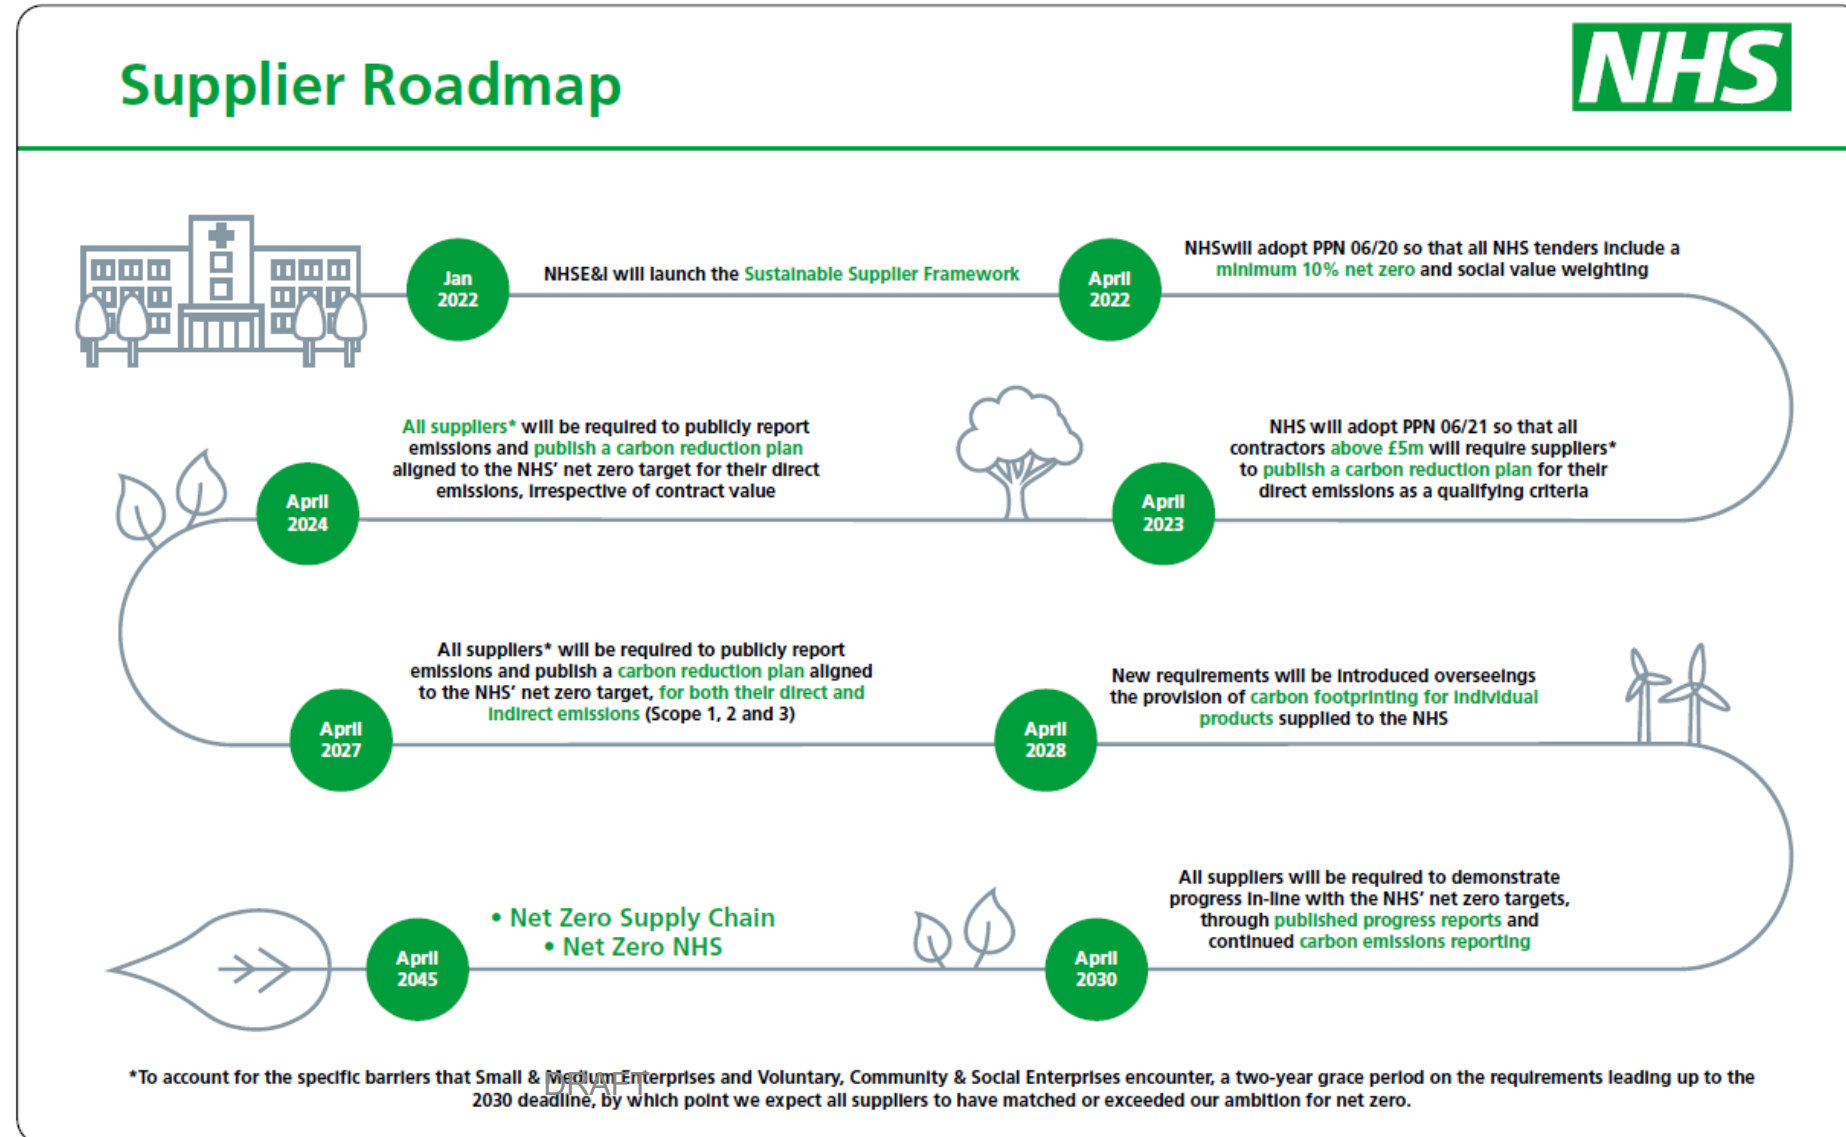 Supplier Roadmap
NHS
Jan
2022
NHSE&I will launch the Sustainable Supplier Framework
April
2022
NHSwill adopt PPN 06/20 so that all NHS tenders include a
minimum 10% net zero and social value weighting
April
2023
NHS will adopt PPN 06/21 so that all
contractors above £5m will require suppliers*
to publish a carbon reduction plan for their
direct emissions as a qualifying criteria
April
2024
All suppliers* will be required to publicly report
emissions and publish a carbon reduction plan
aligned to the NHS' net zero target for their direct
emissions, irrespective of contract value
April
2027
All suppliers* will be required to publicly report
emissions and publish a carbon reduction plan aligned
to the NHS' net zero target, for both their direct and
indirect emissions (Scope 1, 2 and 3)
April
2028
New requirements will be introduced overseeings
the provision of carbon footprinting for individual
products supplied to the NHS
April
2030
All suppliers will be required to demonstrate
progress in-line with the NHS' net zero targets,
through published progress reports and
continued carbon emissions reporting
April
2045
• Net Zero Supply Chain
• Net Zero NHS
*To account for the specific barriers that Small & Medium Enterprises and Voluntary, Community & Social Enterprises encounter, a two-year grace period on the requirements leading up to the
2030 deadline, by which point we expect all suppliers to have matched or exceeded our ambition for net zero.
DRAFT